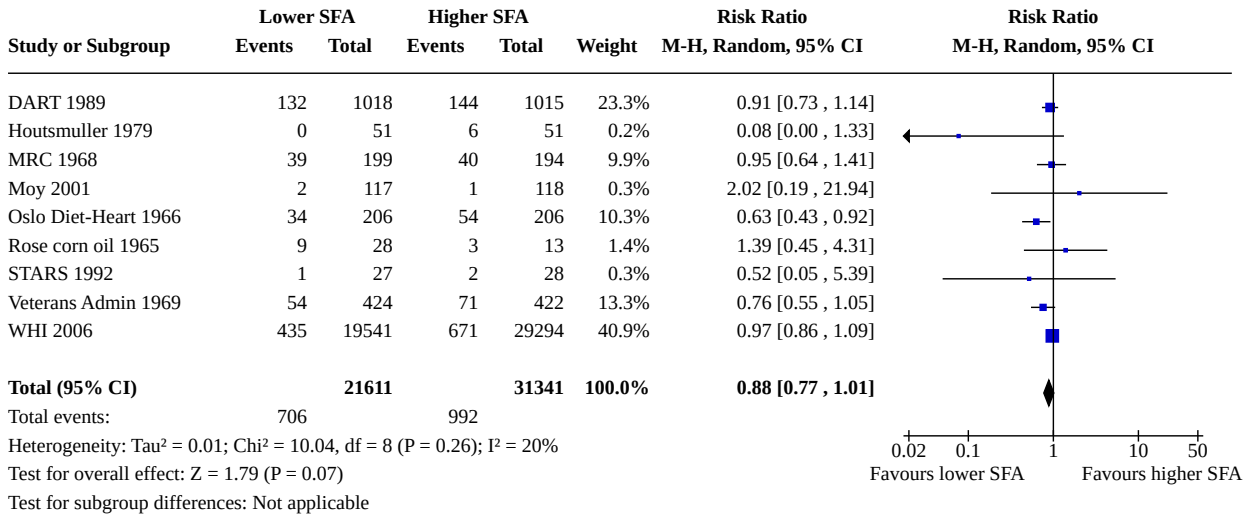 Lower SFA Higher SFA Risk Ratio Risk Ratio
Study or Subgroup Events Total Events Total Weight M-H, Random, 95% CI M-H, Random, 95% CI
DART 1989 132 1018 144 1015 23.3% 0.91 [0.73 , 1.14]
Houtsmuller 1979 0 51 6 51 0.2% 0.08 [0.00 , 1.33]
MRC 1968 39 199 40 194 9.9% 0.95 [0.64 , 1.41]
Moy 2001 2 117 1 118 0.3% 2.02 [0.19 , 21.94]
Oslo Diet-Heart 1966 34 206 54 206 10.3% 0.63 [0.43 , 0.92]
Rose corn oil 1965 9 28 3 13 1.4% 1.39 [0.45 , 4.31]
STARS 1992 1 27 2 28 0.3% 0.52 [0.05 , 5.39]
Veterans Admin 1969 54 424 71 422 13.3% 0.76 [0.55 , 1.05]
WHI 2006 435 19541 671 29294 40.9% 0.97 [0.86 , 1.09]
Total (95% CI) 21611 31341 100.0% 0.88 [0.77 , 1.01]
Total events: 706 992
Heterogeneity: Tau² = 0.01; Chi² = 10.04, df = 8 (P = 0.26); I² = 20%
0.02 0.1 1 10 50
Test for overall effect: Z = 1.79 (P = 0.07)
Favours lower SFA Favours higher SFA
Test for subgroup differences: Not applicable